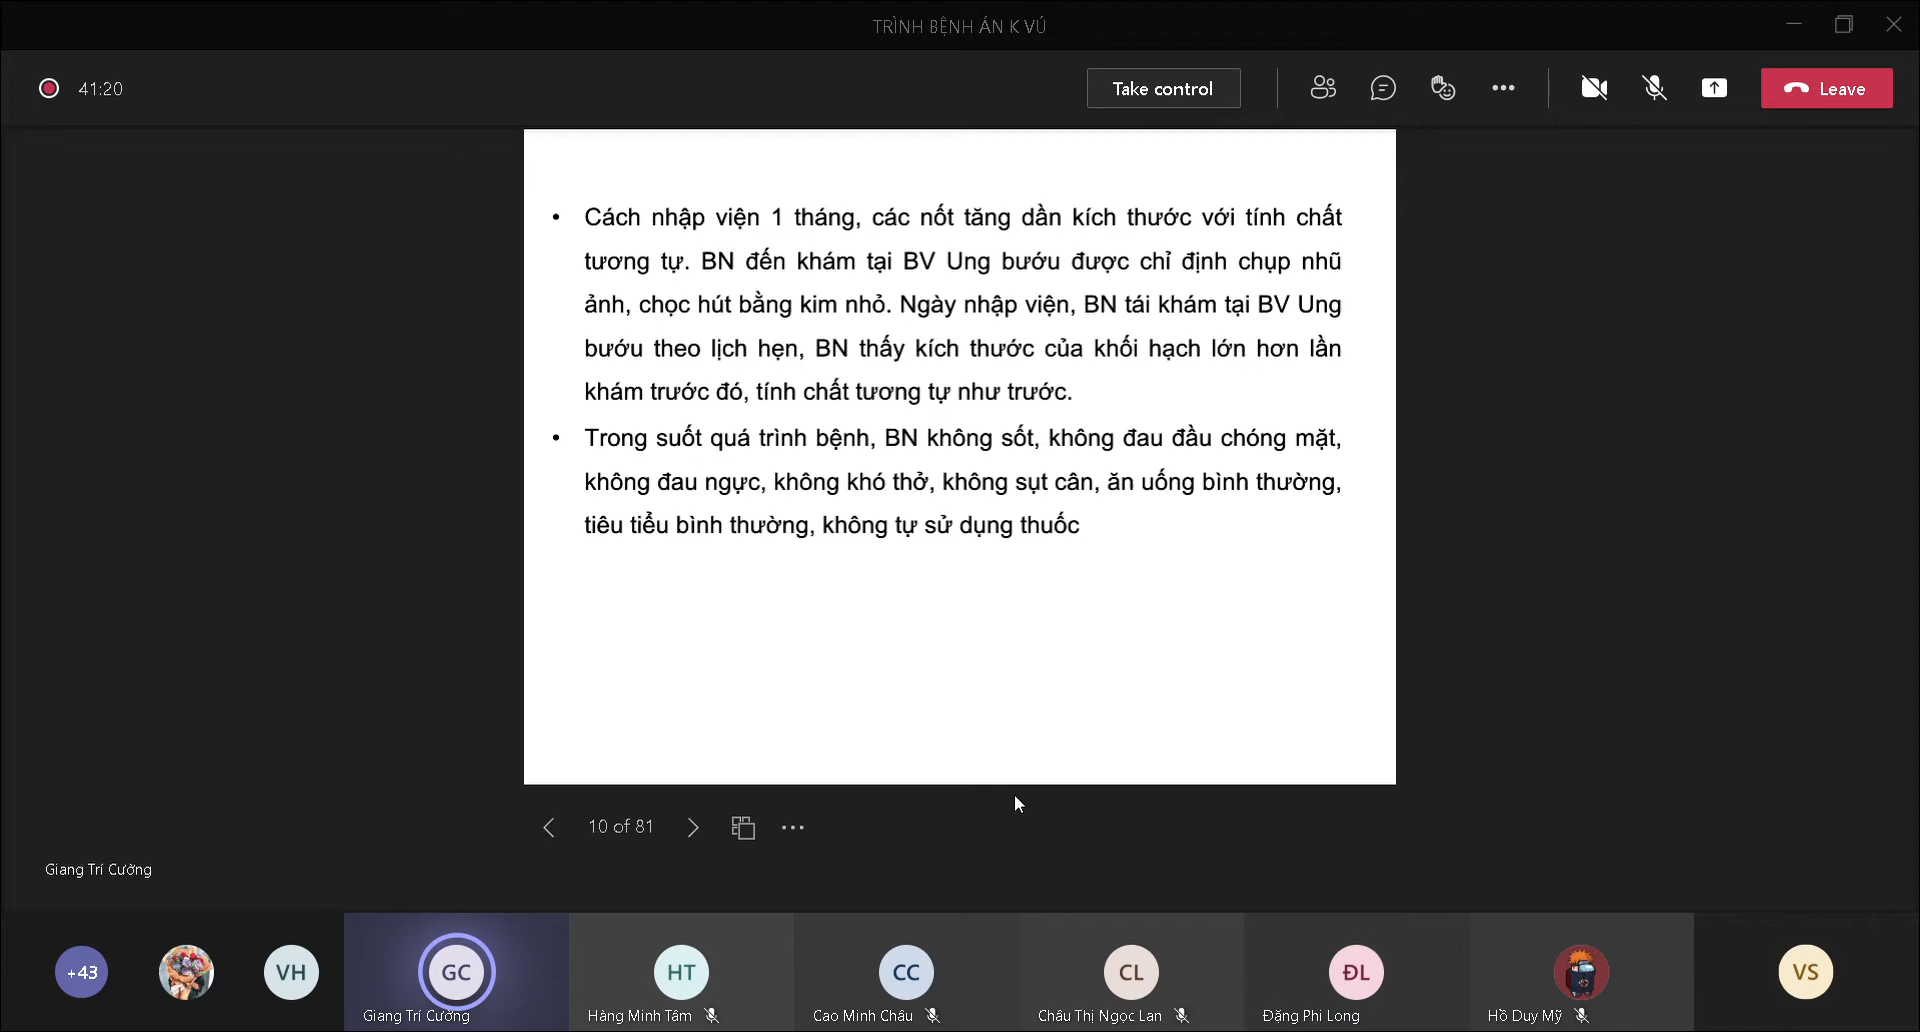 TRÌNH BỆNH ÁN K VÚ
41:20
Take control
Leave
• Cách nhập viện 1 tháng, các nốt tăng dần kích thước với tính chất
tương tự. BN đến khám tại BV Ung bướu được chỉ định chụp nhũ
ảnh, chọc hút bằng kim nhỏ. Ngày nhập viện, BN tái khám tại BV Ung
bướu theo lịch hẹn, BN thấy kích thước của khối hạch lớn hơn lần
khám trước đó, tính chất tương tự như trước.
• Trong suốt quá trình bệnh, BN không sốt, không đau đầu chóng mặt,
không đau ngực, không khó thở, không sụt cân, ăn uống bình thường,
tiêu tiểu bình thường, không tự sử dụng thuốc
10 of 81
Giang Trí Cường
+43
VH
GC
HT
CC
CL
ĐL
VS
Giang Trí Cường
Hàng Minh Tâm
Cao Minh Châu
Châu Thị Ngọc Lan
Đặng Phi Long
Hồ Duy Mỹ